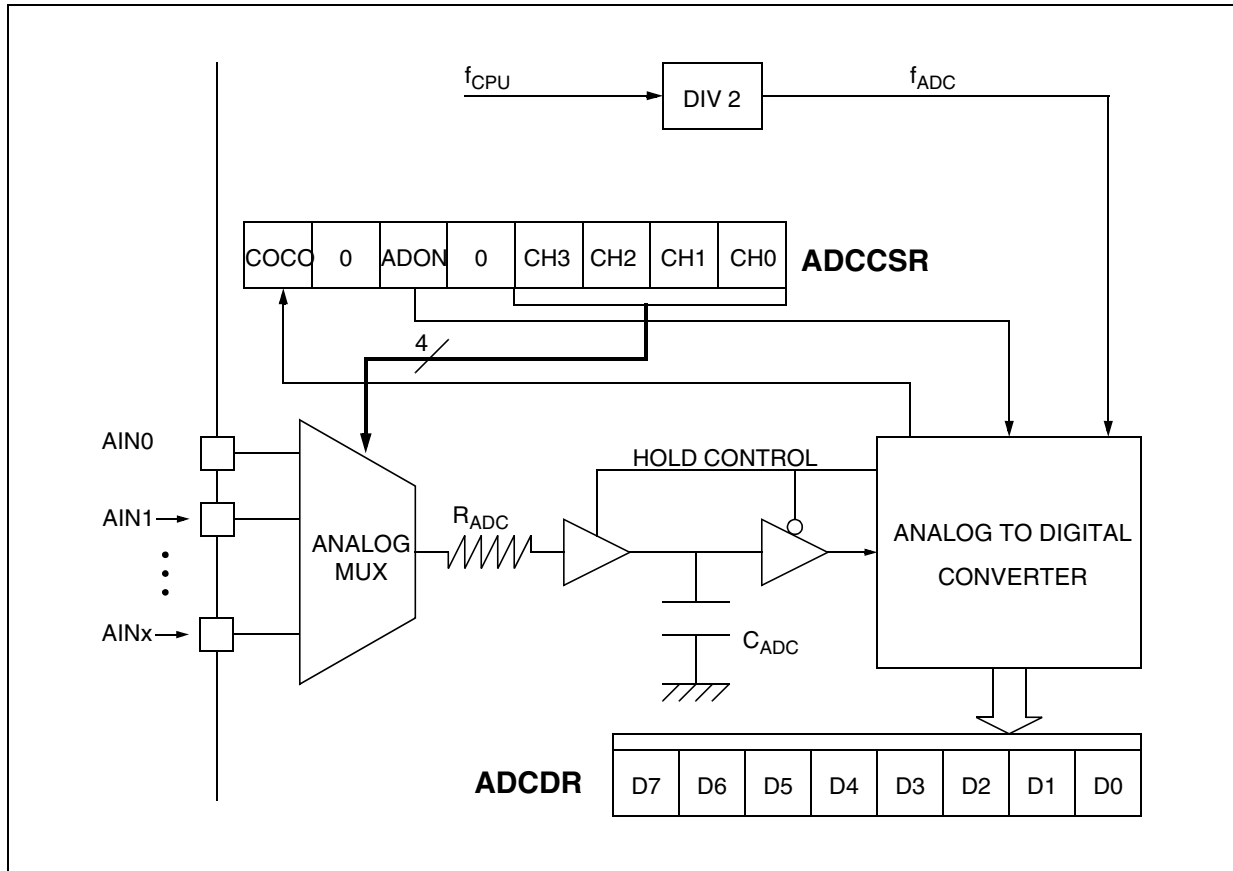 fCPU
DIV 2
fADC
COCO 0 ADON 0 CH3 CH2 CH1 CH0
ADCCSR
4
AIN0
AIN1
AINx
ANALOG
MUX
RADC
HOLD CONTROL
CADC
ANALOG TO DIGITAL
CONVERTER
ADCDR
D7 D6 D5 D4 D3 D2 D1 D0